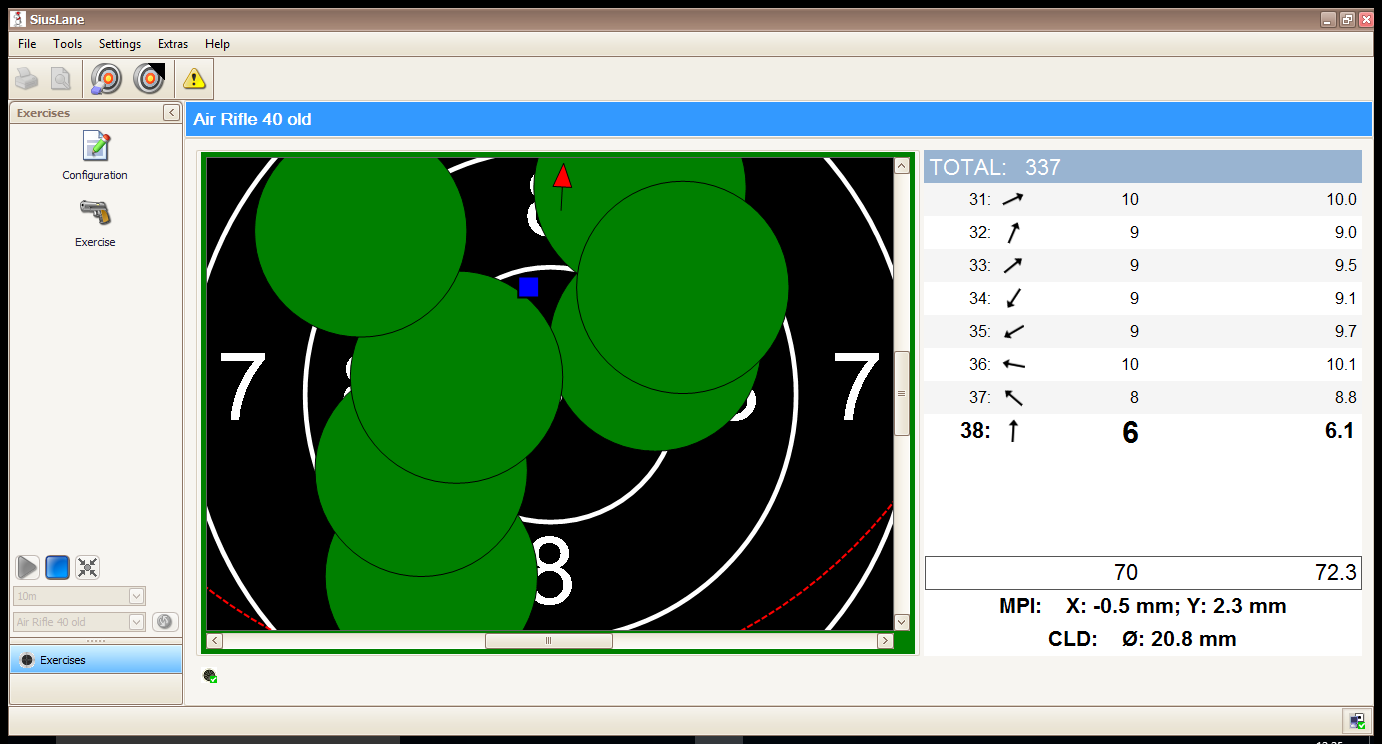 SiusLane
File Tools Settings Extras Help
Exercises
Configuration
Exercise
10m
Air Rifle 40 old
Exercises
Air Rifle 40 old
8
7
7
8
TOTAL: 337
31: 10 10.0
32: 9 9.0
33: 9 9.5
34: 9 9.1
35: 9 9.7
36: 10 10.1
37: 8 8.8
38: 6 6.1
70 72.3
MPI: X: -0.5 mm; Y: 2.3 mm
CLD: Ø: 20.8 mm